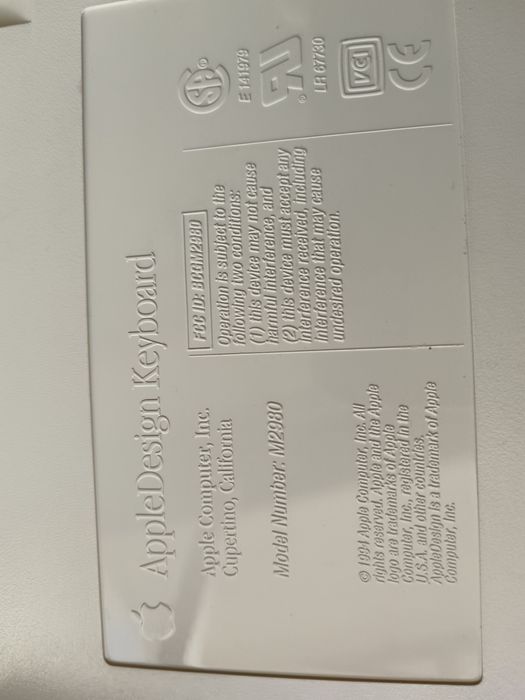 AppleDesign Keyboard
Apple Computer, Inc.
Cupertino, California
Model Number: M2980
© 1994 Apple Computer, Inc. All
rights reserved. Apple and the Apple
logo are trademarks of Apple
Computer, Inc., registered in the
U.S.A. and other countries.
AppleDesign is a trademark of Apple
Computer, Inc.
FCC ID: BCGM2980
Operation is subject to the
following two conditions:
(1) this device may not cause
harmful interference, and
(2) this device must accept any
interference received, including
interference that may cause
undesired operation.
E 141979
LR 67730
VCI
CE